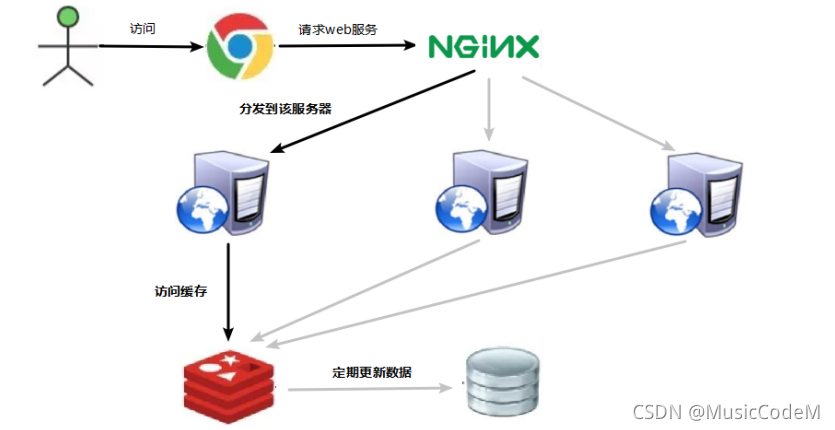 访问
请求web服务
NGINX
分发到该服务器
访问缓存
定期更新数据
CSDN @MusicCodeM